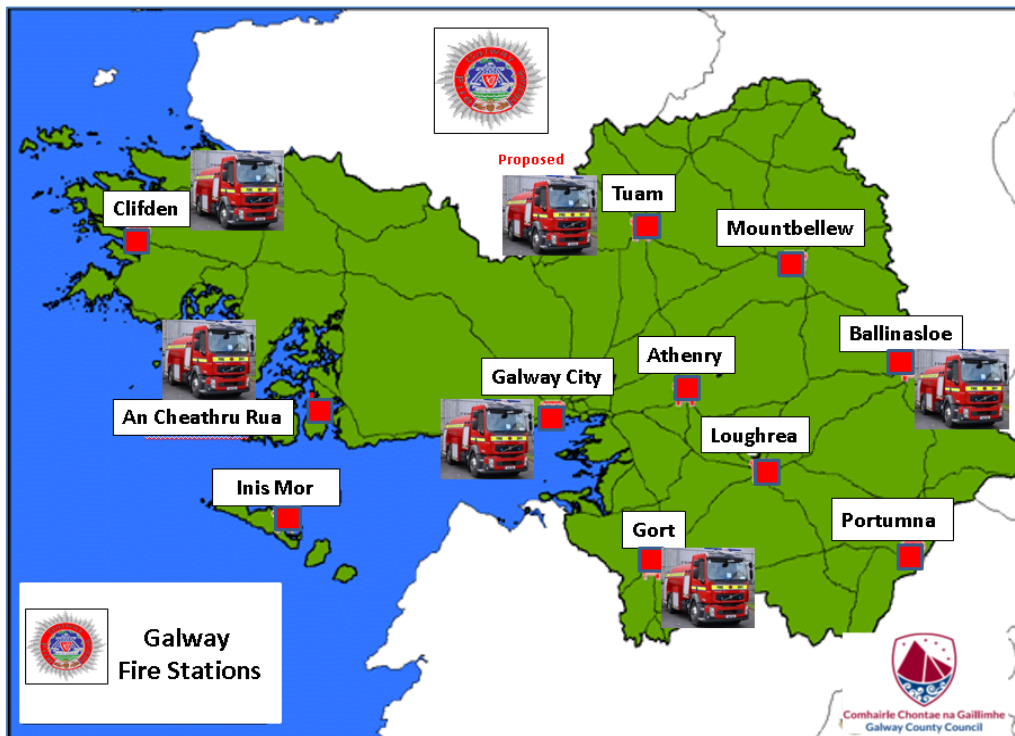 Proposed
Tuam
Clifden
Mountbellew
Ballinasloe
Athenry
Galway City
An Cheathru Rua
Loughrea
Inis Mor
Portumna
Gort
Galway
Fire Stations
Comhairle Chontae na Gaillimhe
Galway County Council